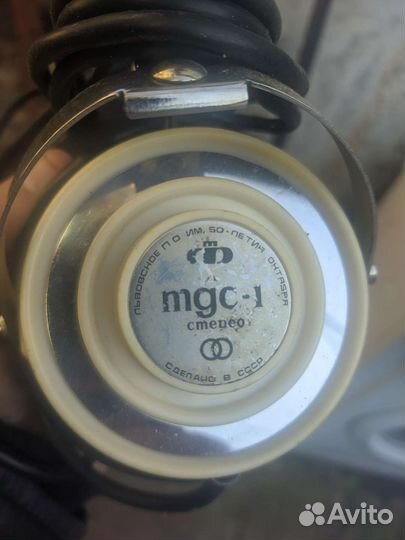 ЛЬВОВСКОЕ П О ИМ. 50-ЛЕТИЯ ОКТЯБРЯ
тдс-1
стерео
СДЕЛАНО В СССР
Avito